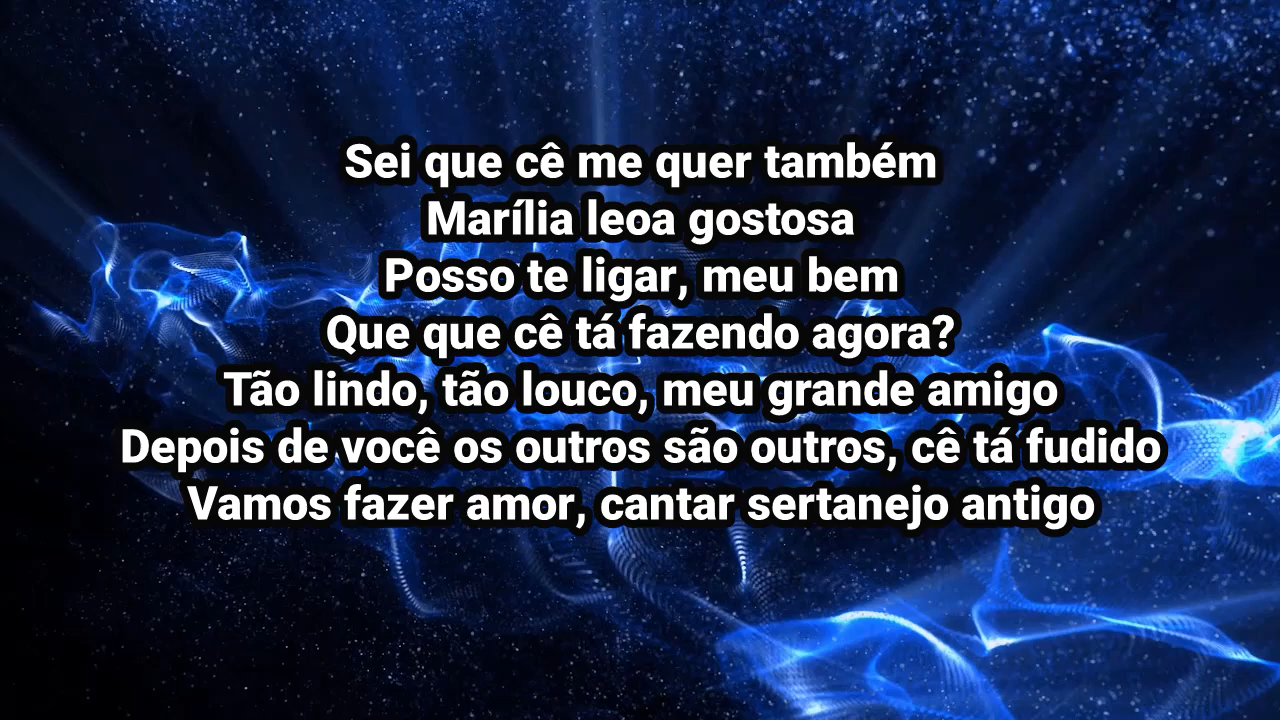 Sei que cê me quer também
Marília leoa gostosa
Posso te ligar, meu bem
Que que cê tá fazendo agora?
Tão lindo, tão louco, meu grande amigo
Depois de você os outros são outros, cê tá fudido
Vamos fazer amor, cantar sertanejo antigo